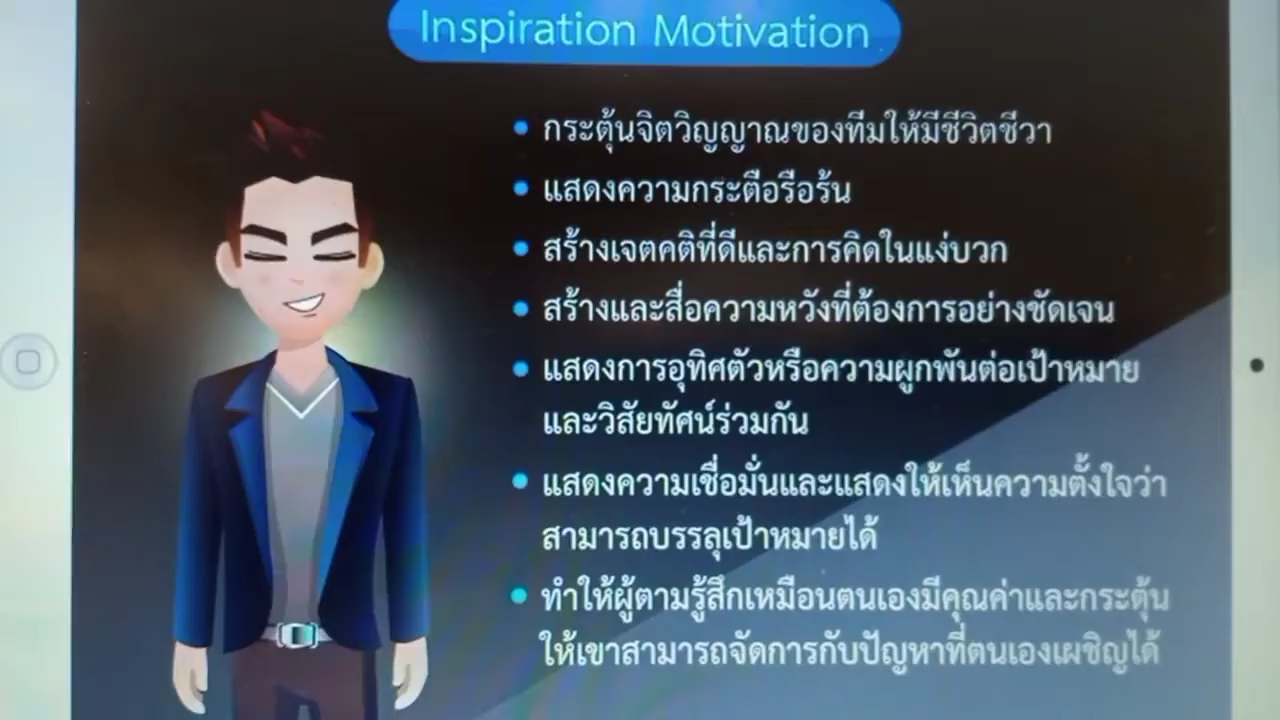 Inspiration Motivation
กระตุ้นจิตวิญญาณของทีมให้มีชีวิตชีวา
แสดงความกระตือรือร้น
สร้างเจตคติที่ดีและการคิดในแง่บวก
สร้างและสื่อความหวังที่ต้องการอย่างชัดเจน
แสดงการอุทิศตัวหรือความผูกพันต่อเป้าหมาย
และวิสัยทัศน์ร่วมกัน
แสดงความเชื่อมั่นและแสดงให้เห็นความตั้งใจว่า
สามารถบรรลุเป้าหมายได้
ทำให้ผู้ตามรู้สึกเหมือนตนเองมีคุณค่าและกระตุ้น
ให้เขาสามารถจัดการกับปัญหาที่ตนเองเผชิญได้